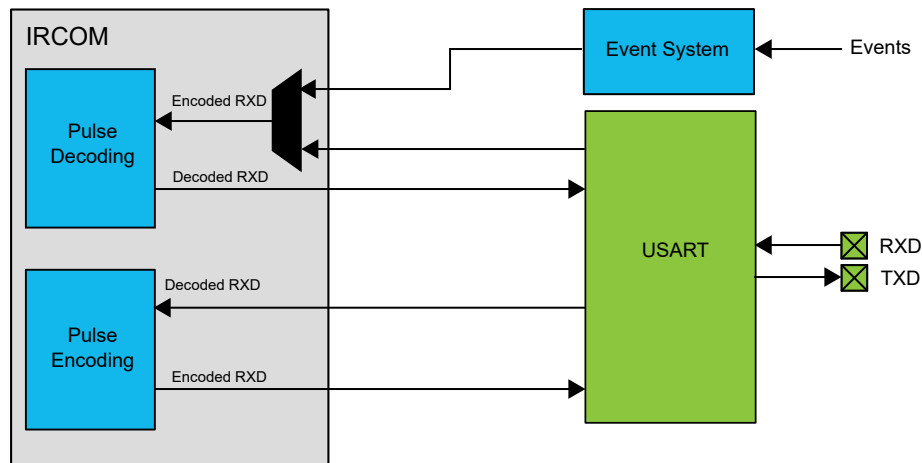 IRCOM
Event System
Events
Encoded RXD
Pulse
Decoding
Decoded RXD
USART
RXD
TXD
Decoded RXD
Pulse
Encoding
Encoded RXD